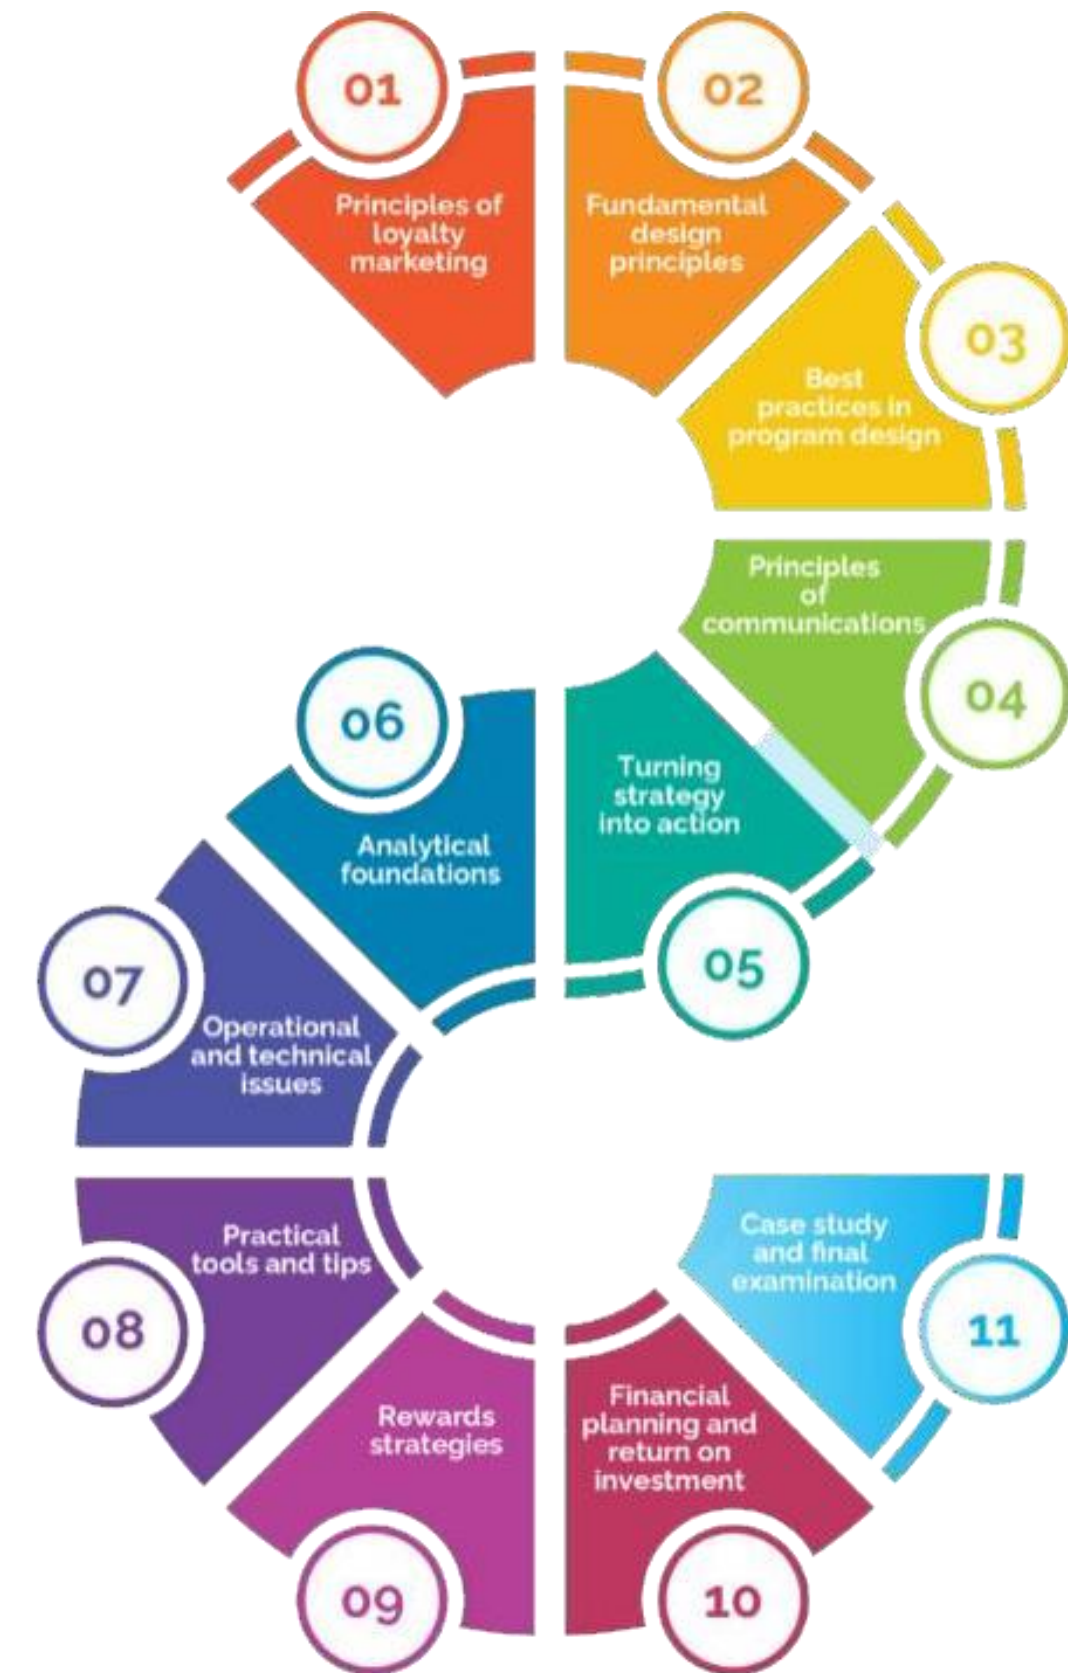 01
Principles of
loyalty
marketing
02
Fundamental
design
principles
03
Best
practices in
program design
04
Principles
of
communications
05
Turning
strategy
into action
06
Analytical
foundations
07
Operational
and technical
issues
08
Practical
tools and tips
09
Rewards
strategies
10
Financial
planning and
return on
investment
11
Case study
and final
examination